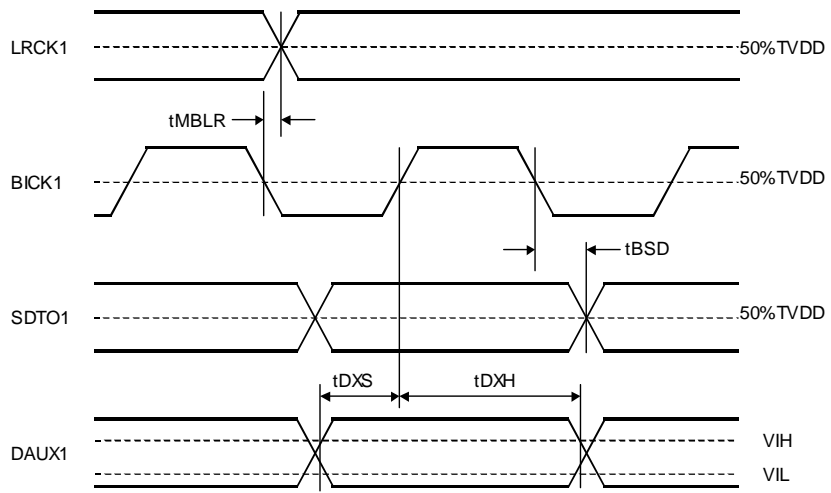 LRCK1
50%TVDD
tMBLR
BICK1
50%TVDD
tBSD
SDTO1
50%TVDD
tDXS
tDXH
DAUX1
VIH
VIL